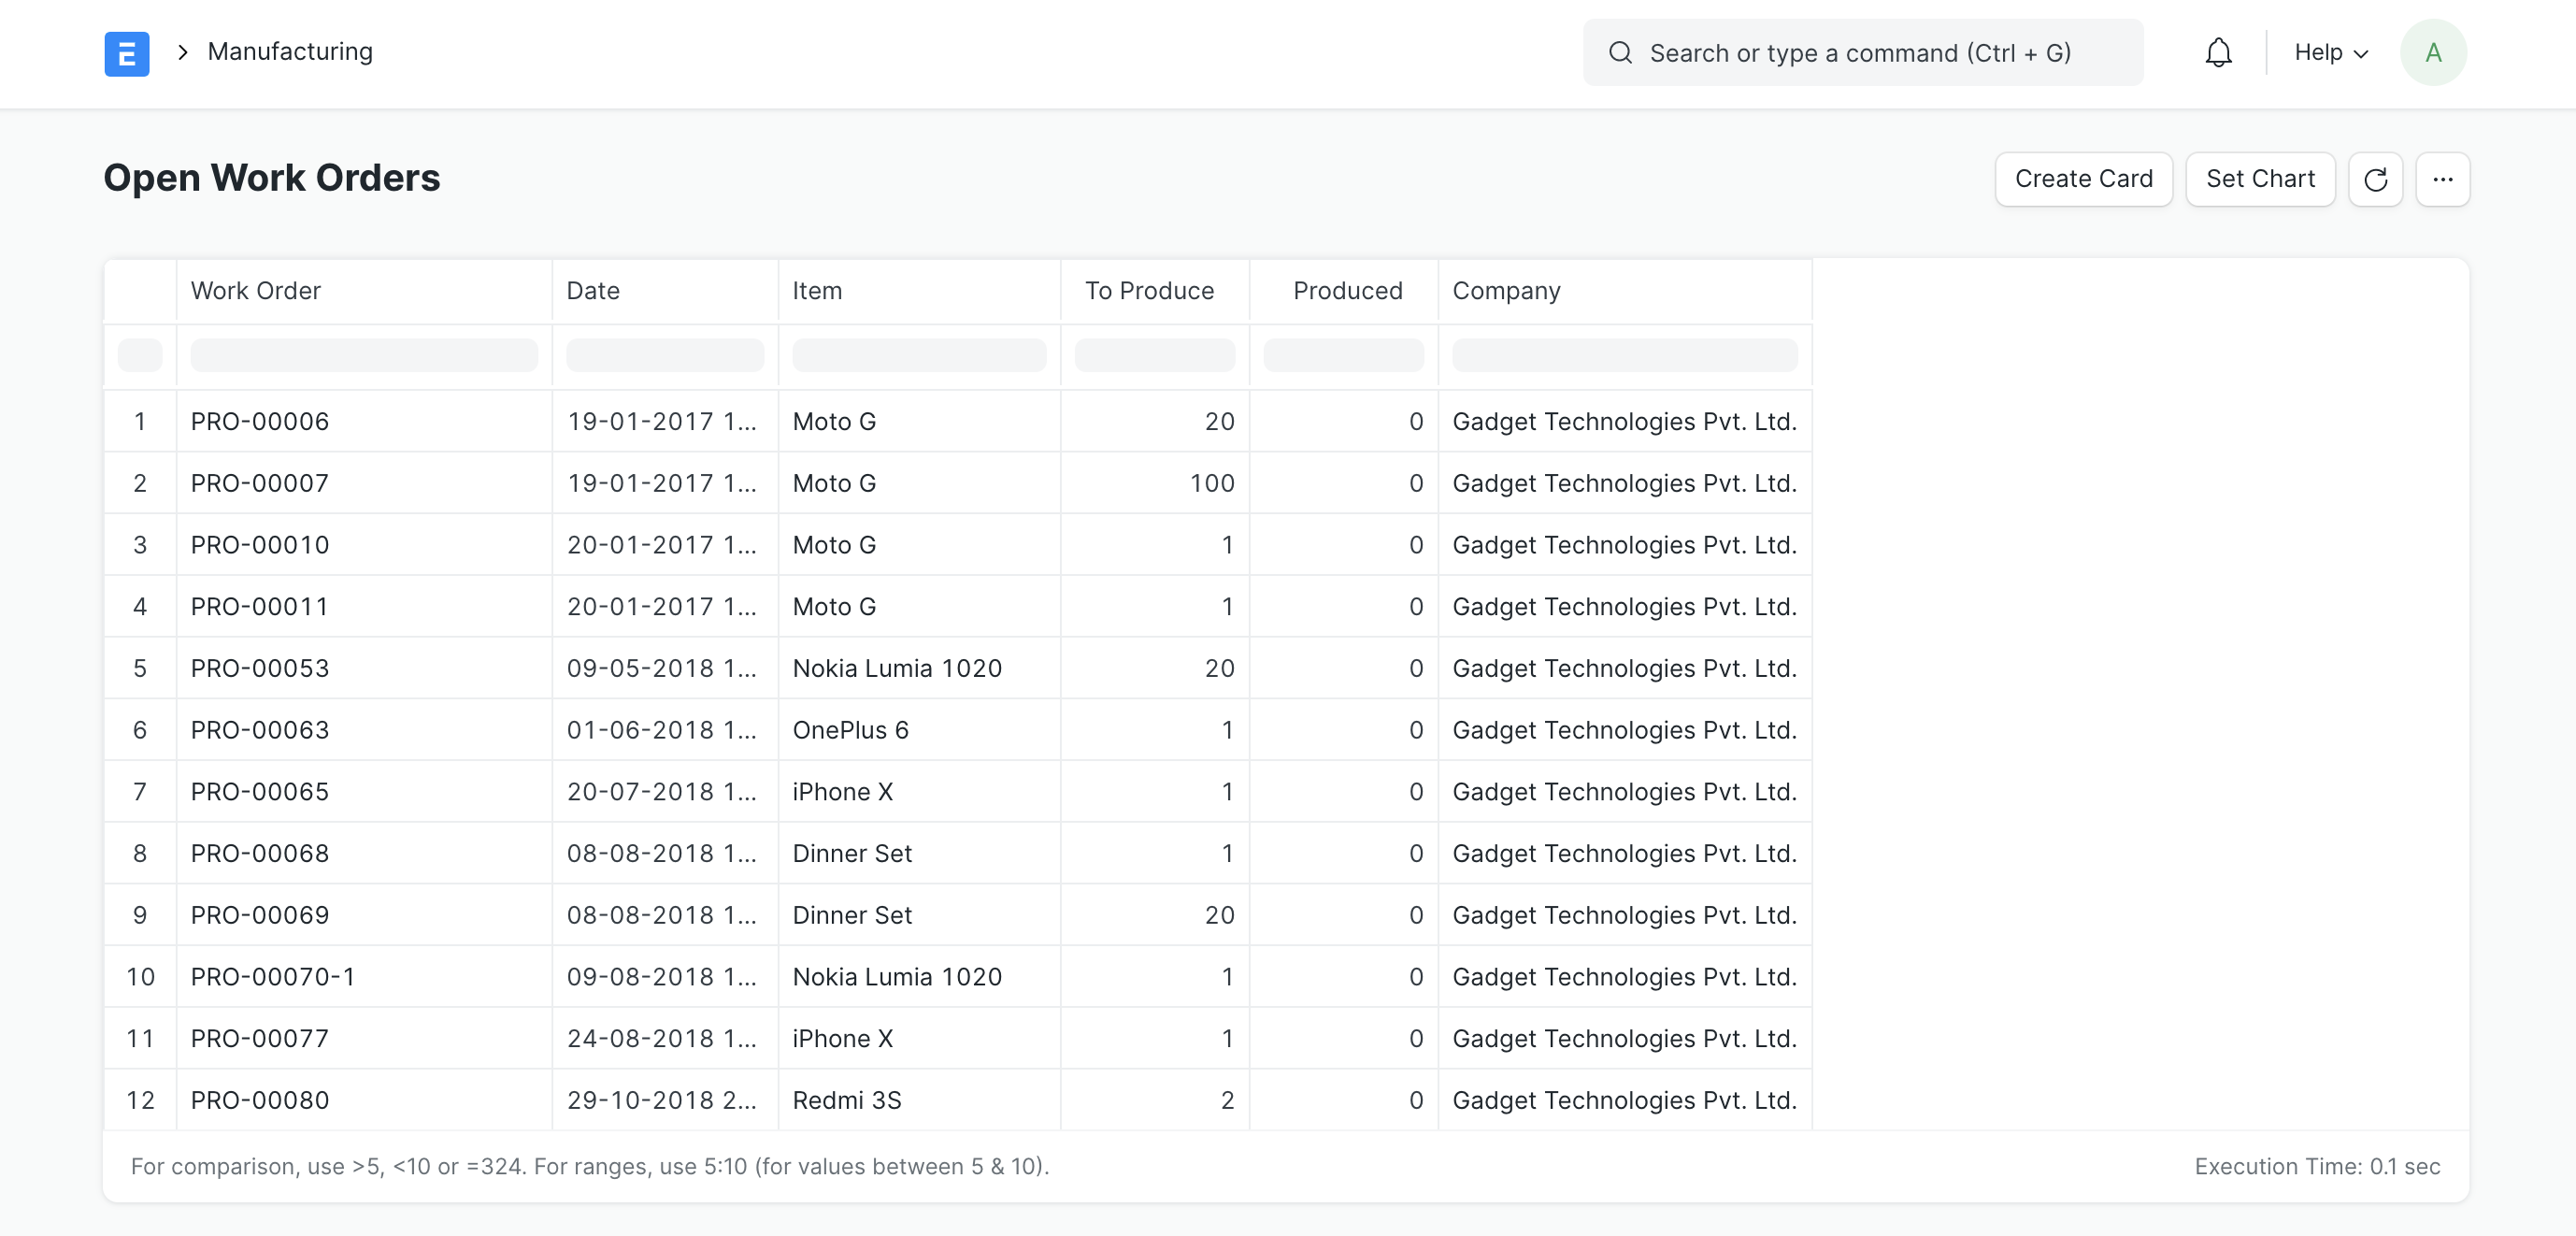 E > Manufacturing Search or type a command (Ctrl + G) Help A
Open Work Orders Create Card Set Chart ...
Work Order Date Item To Produce Produced Company
1 PRO-00006 19-01-2017 1... Moto G 20 0 Gadget Technologies Pvt. Ltd.
2 PRO-00007 19-01-2017 1... Moto G 100 0 Gadget Technologies Pvt. Ltd.
3 PRO-00010 20-01-2017 1... Moto G 1 0 Gadget Technologies Pvt. Ltd.
4 PRO-00011 20-01-2017 1... Moto G 1 0 Gadget Technologies Pvt. Ltd.
5 PRO-00053 09-05-2018 1... Nokia Lumia 1020 20 0 Gadget Technologies Pvt. Ltd.
6 PRO-00063 01-06-2018 1... OnePlus 6 1 0 Gadget Technologies Pvt. Ltd.
7 PRO-00065 20-07-2018 1... iPhone X 1 0 Gadget Technologies Pvt. Ltd.
8 PRO-00068 08-08-2018 1... Dinner Set 1 0 Gadget Technologies Pvt. Ltd.
9 PRO-00069 08-08-2018 1... Dinner Set 20 0 Gadget Technologies Pvt. Ltd.
10 PRO-00070-1 09-08-2018 1... Nokia Lumia 1020 1 0 Gadget Technologies Pvt. Ltd.
11 PRO-00077 24-08-2018 1... iPhone X 1 0 Gadget Technologies Pvt. Ltd.
12 PRO-00080 29-10-2018 2... Redmi 3S 2 0 Gadget Technologies Pvt. Ltd.
For comparison, use >5, <10 or =324. For ranges, use 5:10 (for values between 5 & 10). Execution Time: 0.1 sec